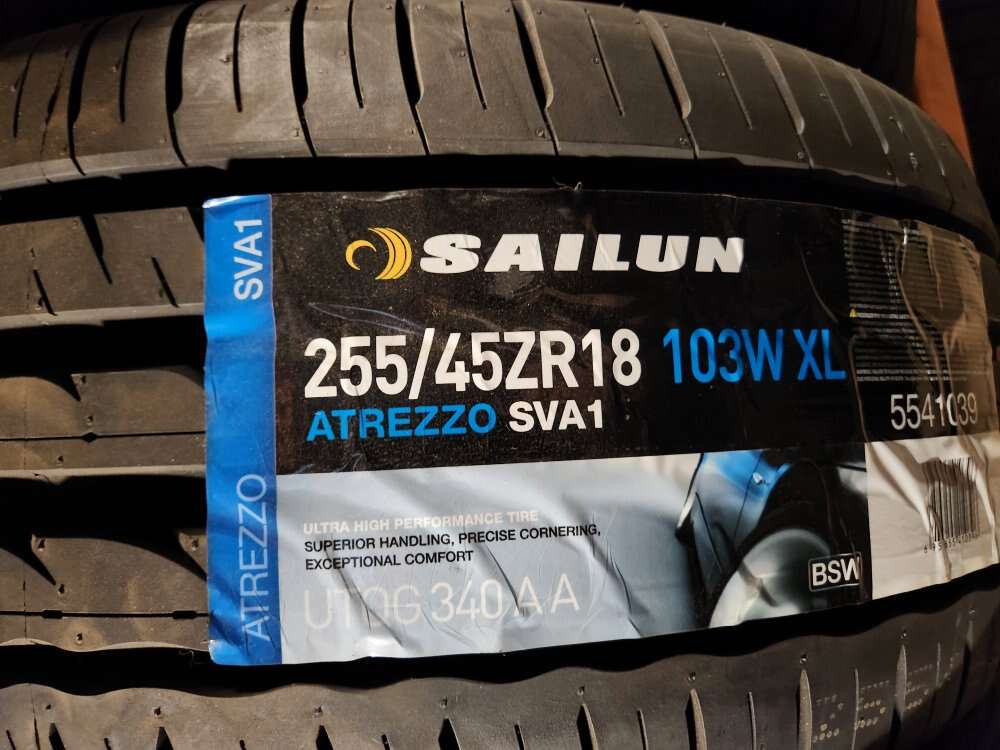 SVA1
ATREZZO
SAILUN
255/45ZR18 103W XL
ATREZZO SVA1
5541039
ULTRA HIGH PERFORMANCE TIRE
SUPERIOR HANDLING, PRECISE CORNERING,
EXCEPTIONAL COMFORT
UTQG 340 A A
BSW